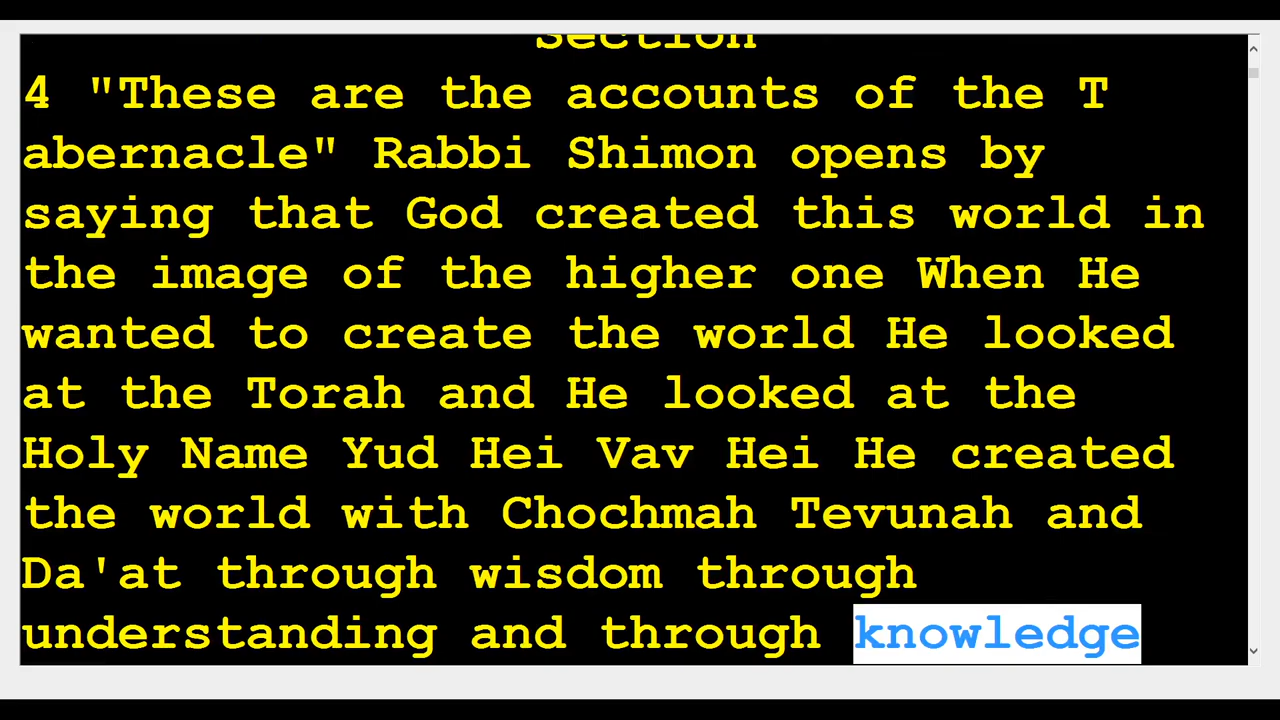 Section
4 "These are the accounts of the T
abernacle" Rabbi Shimon opens by
saying that God created this world in
the image of the higher one When He
wanted to create the world He looked
at the Torah and He looked at the
Holy Name Yud Hei Vav Hei He created
the world with Chochmah Tevunah and
Da'at through wisdom through
understanding and through knowledge